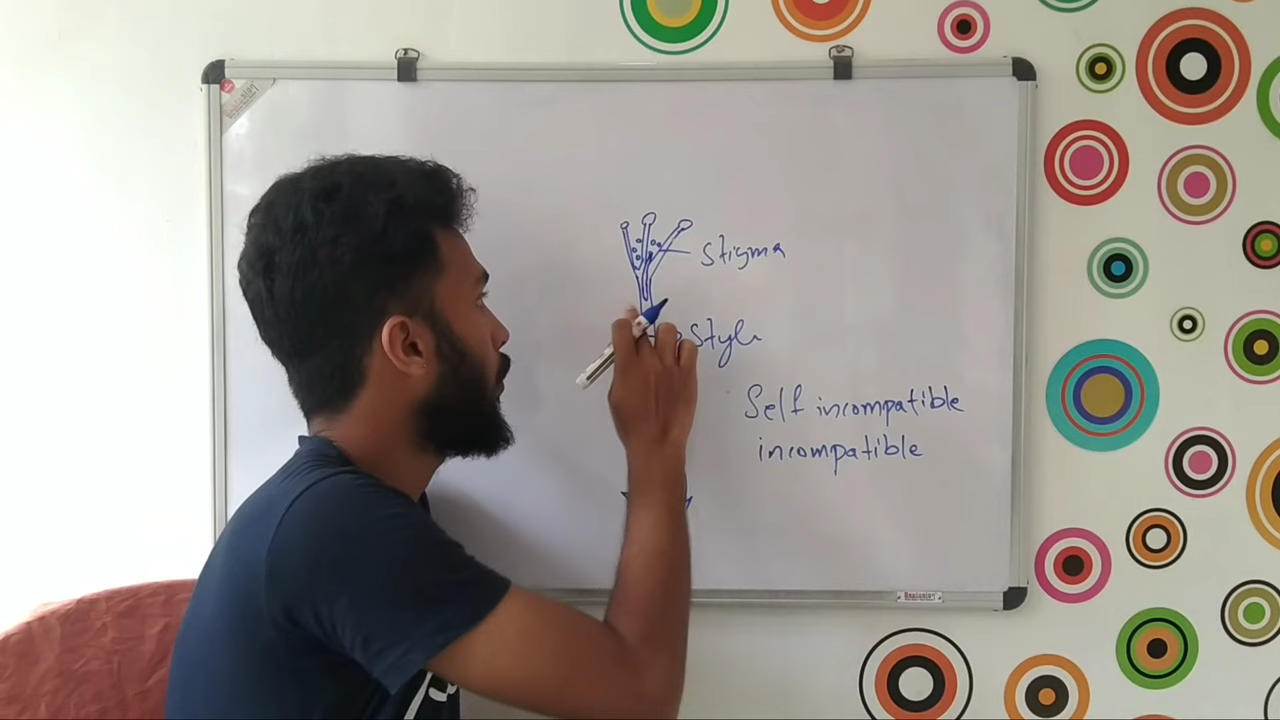 Stigma
Style
Self incompatible
incompatible